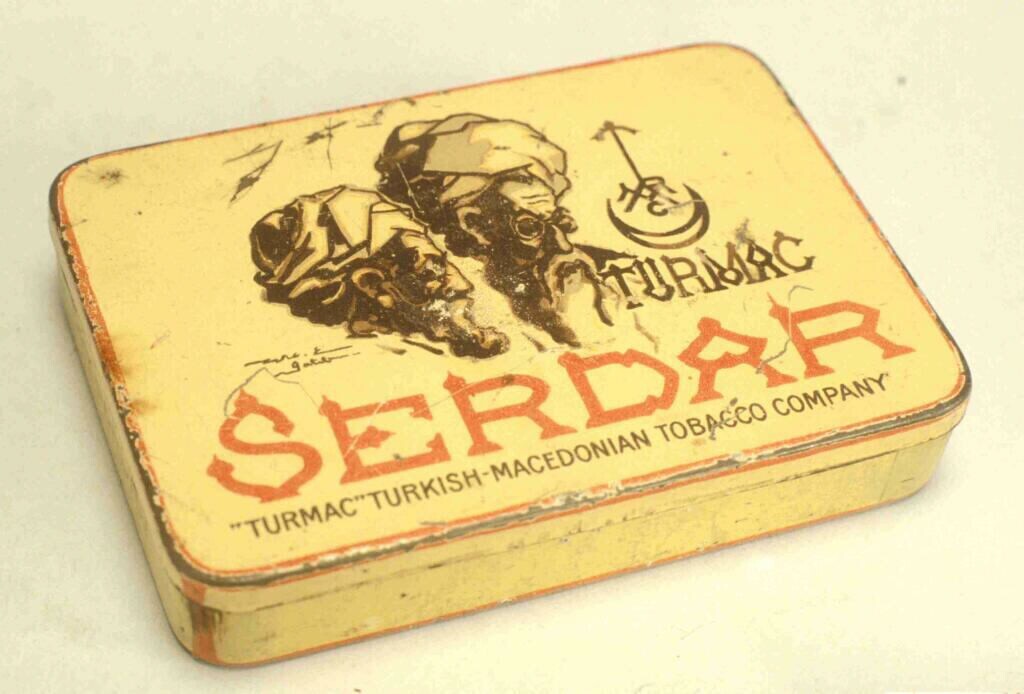 TURMAC
SERDAR
"TURMAC" TURKISH-MACEDONIAN TOBACCO COMPANY